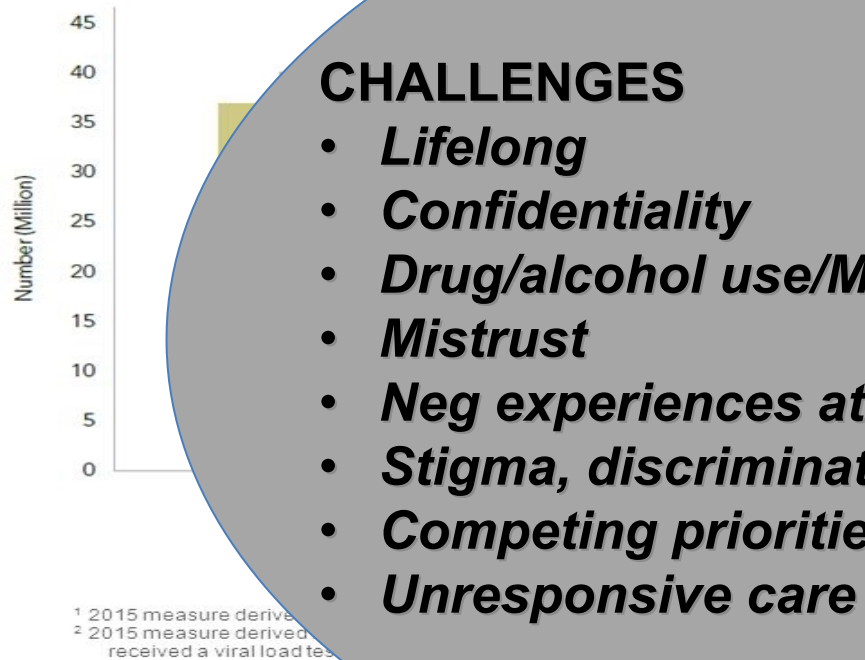 45
40
35
30
25
20
15
10
5
0
Number (Million)
CHALLENGES
• Lifelong
• Confidentiality
• Drug/alcohol use/M
• Mistrust
• Neg experiences at
• Stigma, discriminat
• Competing prioritie
• Unresponsive care
¹ 2015 measure derive
² 2015 measure derived
received a viral load tes